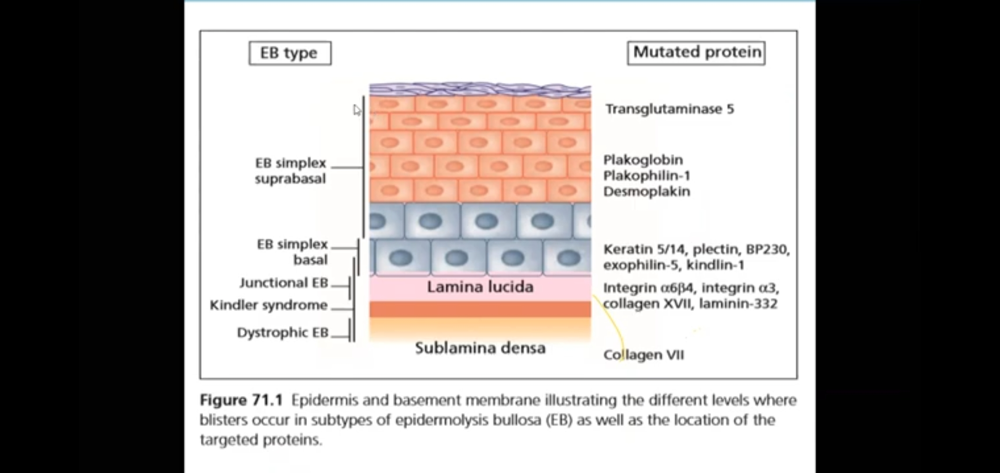 EB type
Mutated protein
Transglutaminase 5
EB simplex
suprabasal
Plakoglobin
Plakophilin-1
Desmoplakin
EB simplex
basal
Keratin 5/14, plectin, BP230,
exophilin-5, kindlin-1
Junctional EB
Lamina lucida
Integrin α6β4, integrin α3,
collagen XVII, laminin-332
Kindler syndrome
Dystrophic EB
Sublamina densa
Collagen VII
Figure 71.1 Epidermis and basement membrane illustrating the different levels where
blisters occur in subtypes of epidermolysis bullosa (EB) as well as the location of the
targeted proteins.